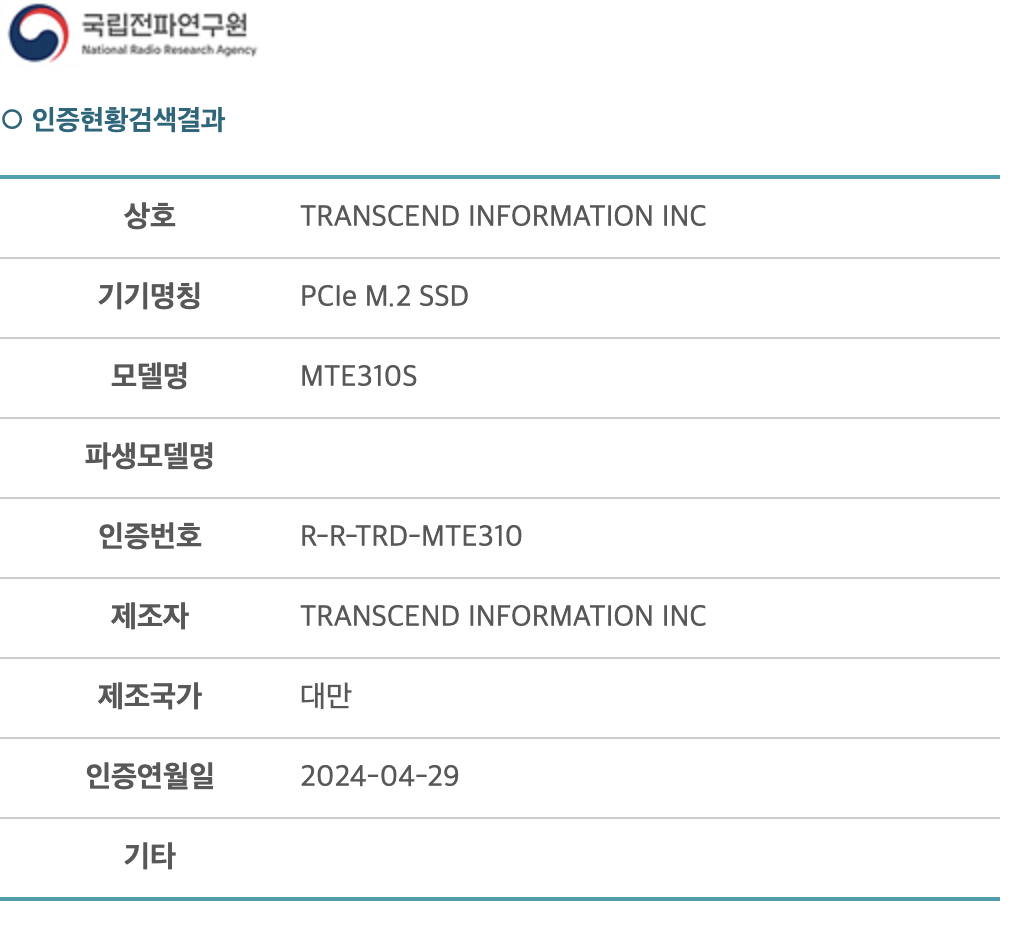 국립전파연구원
National Radio Research Agency
○ 인증현황검색결과
상호 TRANSCEND INFORMATION INC
기기명칭 PCIe M.2 SSD
모델명 MTE310S
파생모델명
인증번호 R-R-TRD-MTE310
제조자 TRANSCEND INFORMATION INC
제조국가 대만
인증연월일 2024-04-29
기타